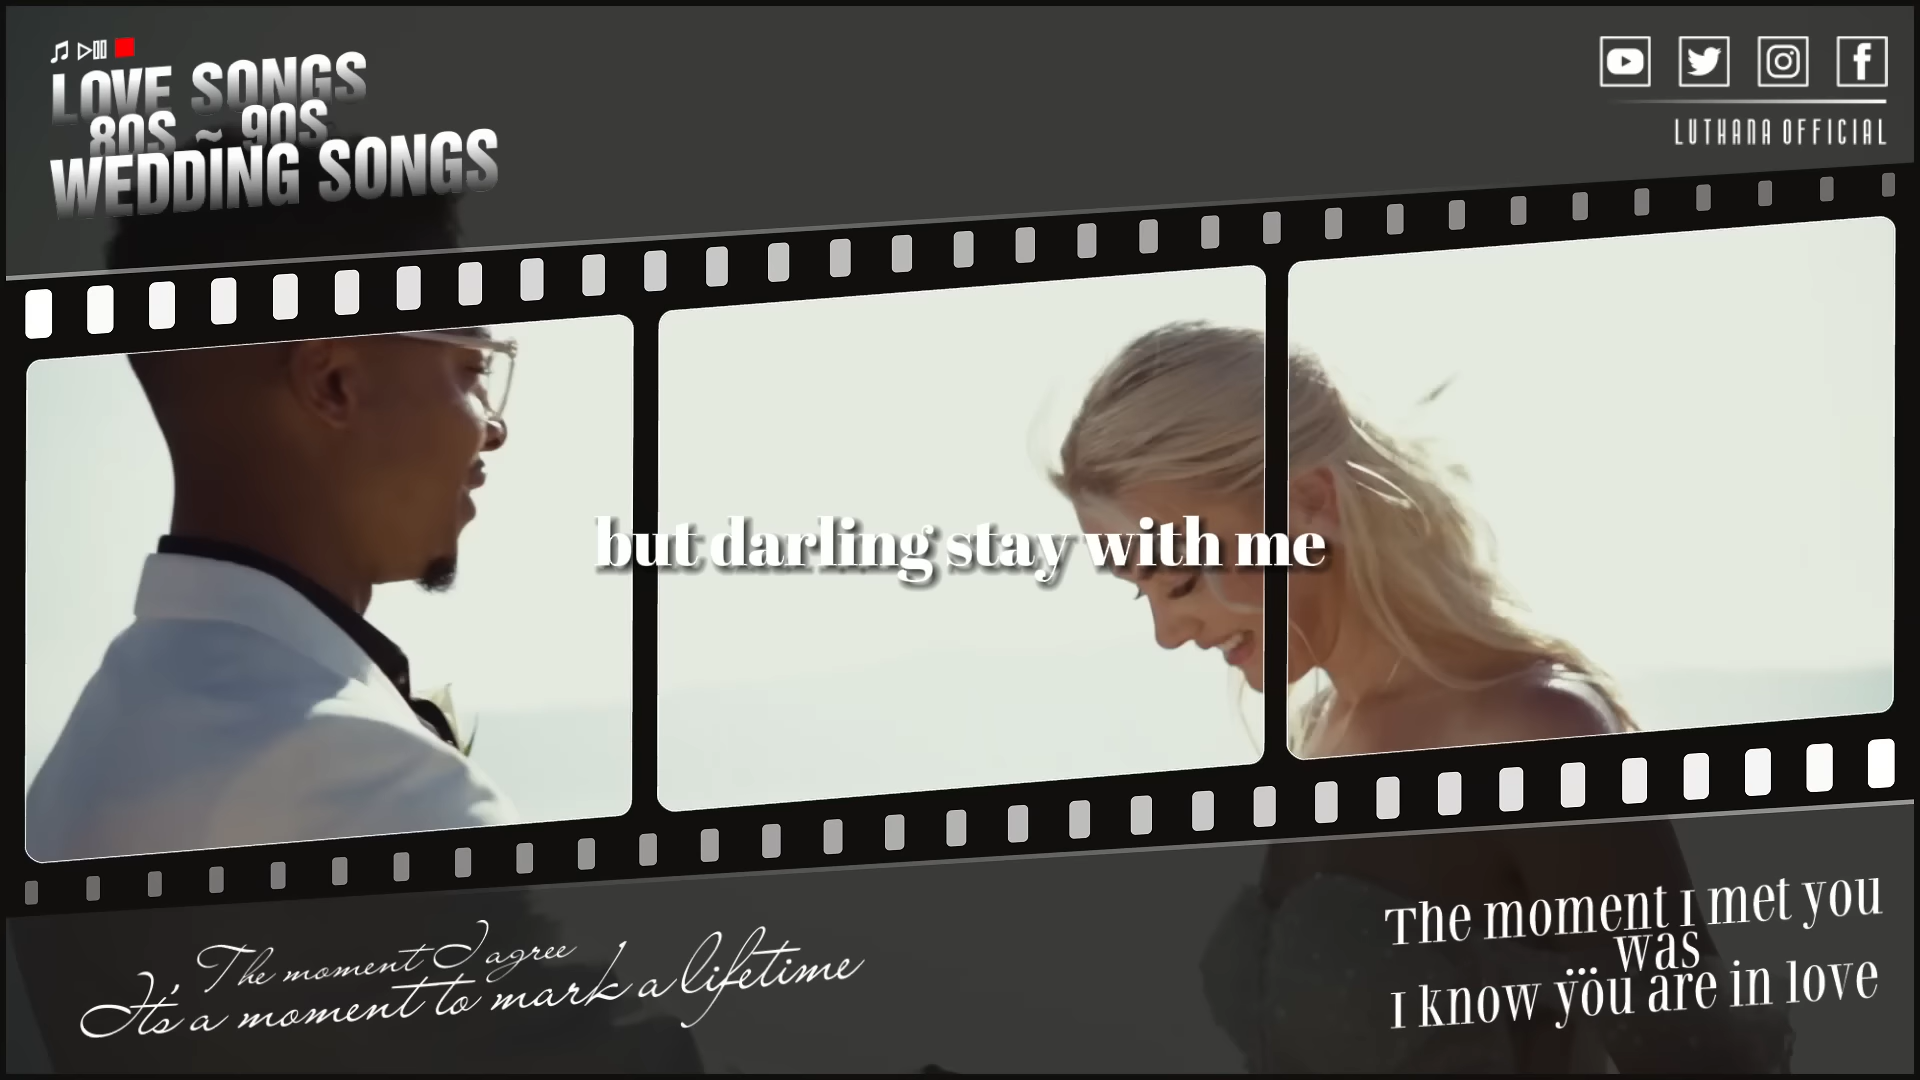 LOVE SONGS
80S ~ 90S
WEDDING SONGS
LUTHANA OFFICIAL
but darling stay with me
The moment I agree
It's a moment to mark a lifetime
The moment I met you
was
I know you are in love